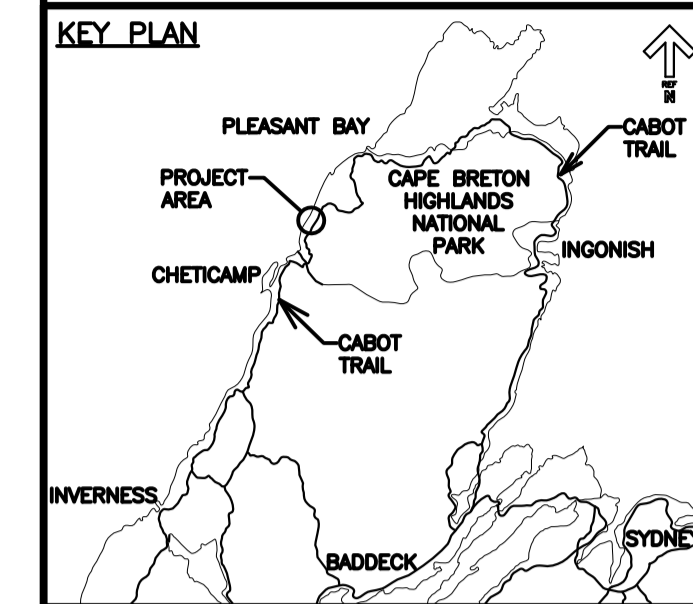 KEY PLAN
REF
N
PLEASANT BAY
CABOT
TRAIL
PROJECT
AREA
CAPE BRETON
HIGHLANDS
NATIONAL
PARK
INGONISH
CHETICAMP
CABOT
TRAIL
INVERNESS
SYDNEY
BADDECK